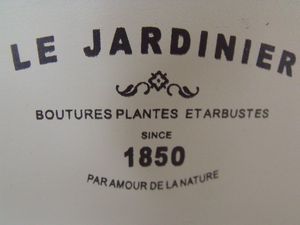 LE JARDINIER
BOUTURES PLANTES ET ARBUSTES
SINCE
1850
PAR AMOUR DE LA NATURE